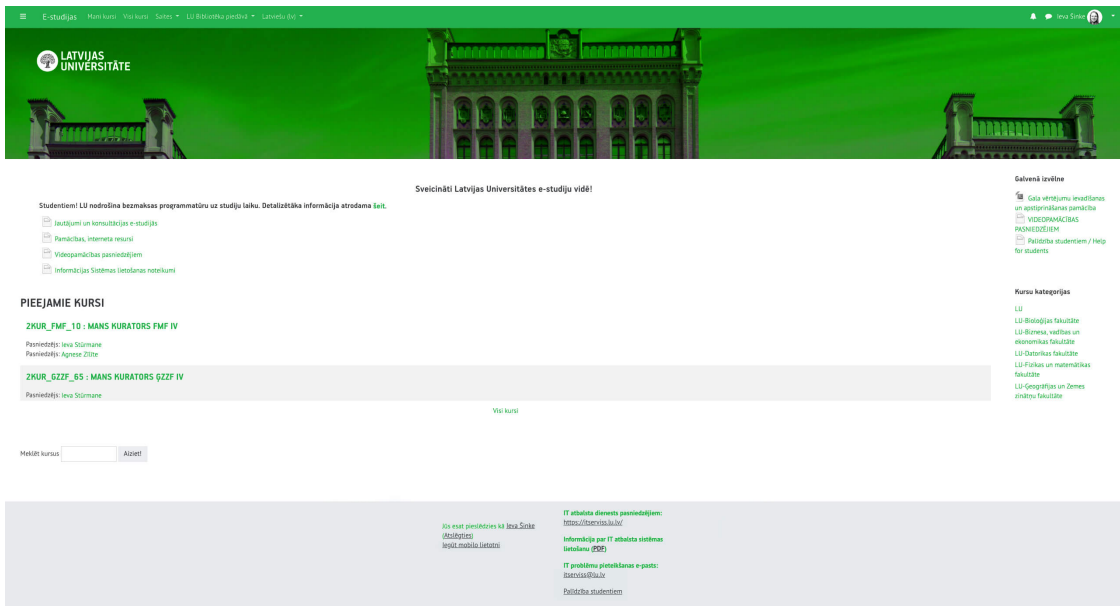 E-studijas Mani kursi Visi kursi Saites LU Bibliotēka piedāvā Latviešu (lv) Ieva Šinke
LATVIJAS
UNIVERSITĀTE
Sveicināti Latvijas Universitātes e-studiju vidē!
Studentiem! LU nodrošina bezmaksas programmatūru uz studiju laiku. Detalizētāka informācija atrodama šeit.
Jautājumi un konsultācijas e-studijās
Pamācības, interneta resursi
Videopamācības pasniedzējiem
Informācijas Sistēmas lietošanas noteikumi
PIEEJAMIE KURSI
2KUR_FMF_10 : MANS KURATORS FMF IV
Pasniedzējs: Ieva Stūrmane
Pasniedzējs: Agnese Zīlīte
2KUR_GZZF_65 : MANS KURATORS ĢZZF IV
Pasniedzējs: Ieva Stūrmane
Visi kursi
Meklēt kursus Aiziet!
Galvenā izvēlne
Gala vērtējumu ievadīšanas
un apstiprināšanas pamācība
VIDEOPAMĀCĪBAS
PASNIEDZĒJIEM
Palīdzība studentiem / Help
for students
Kursu kategorijas
LU
LU-Bioloģijas fakultāte
LU-Biznesa, vadības un
ekonomikas fakultāte
LU-Datorikas fakultāte
LU-Fizikas un matemātikas
fakultāte
LU-Ģeogrāfijas un Zemes
zinātņu fakultāte
Jūs esat pieslēdzies kā Ieva Šinke
(Atslēgties)
Iegūt mobilo lietotni
IT atbalsta dienests pasniedzējiem:
https://itserviss.lu.lv/
Informācija par IT atbalsta sistēmas
lietošanu (PDF)
IT problēmu pieteikšanas e-pasts:
itserviss@lu.lv
Palīdzība studentiem